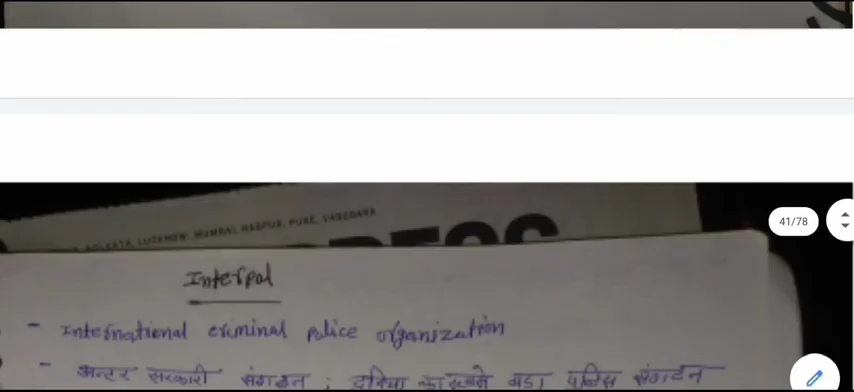 KOLKATA, LUCKNOW, MUMBAI, NAGPUR, PUNE, VADODARA
41/78
Interpol
- International criminal police organization
- अन्तर सरकारी संगठन ; दुनिया का सबसे बडा पुलिस संगठन